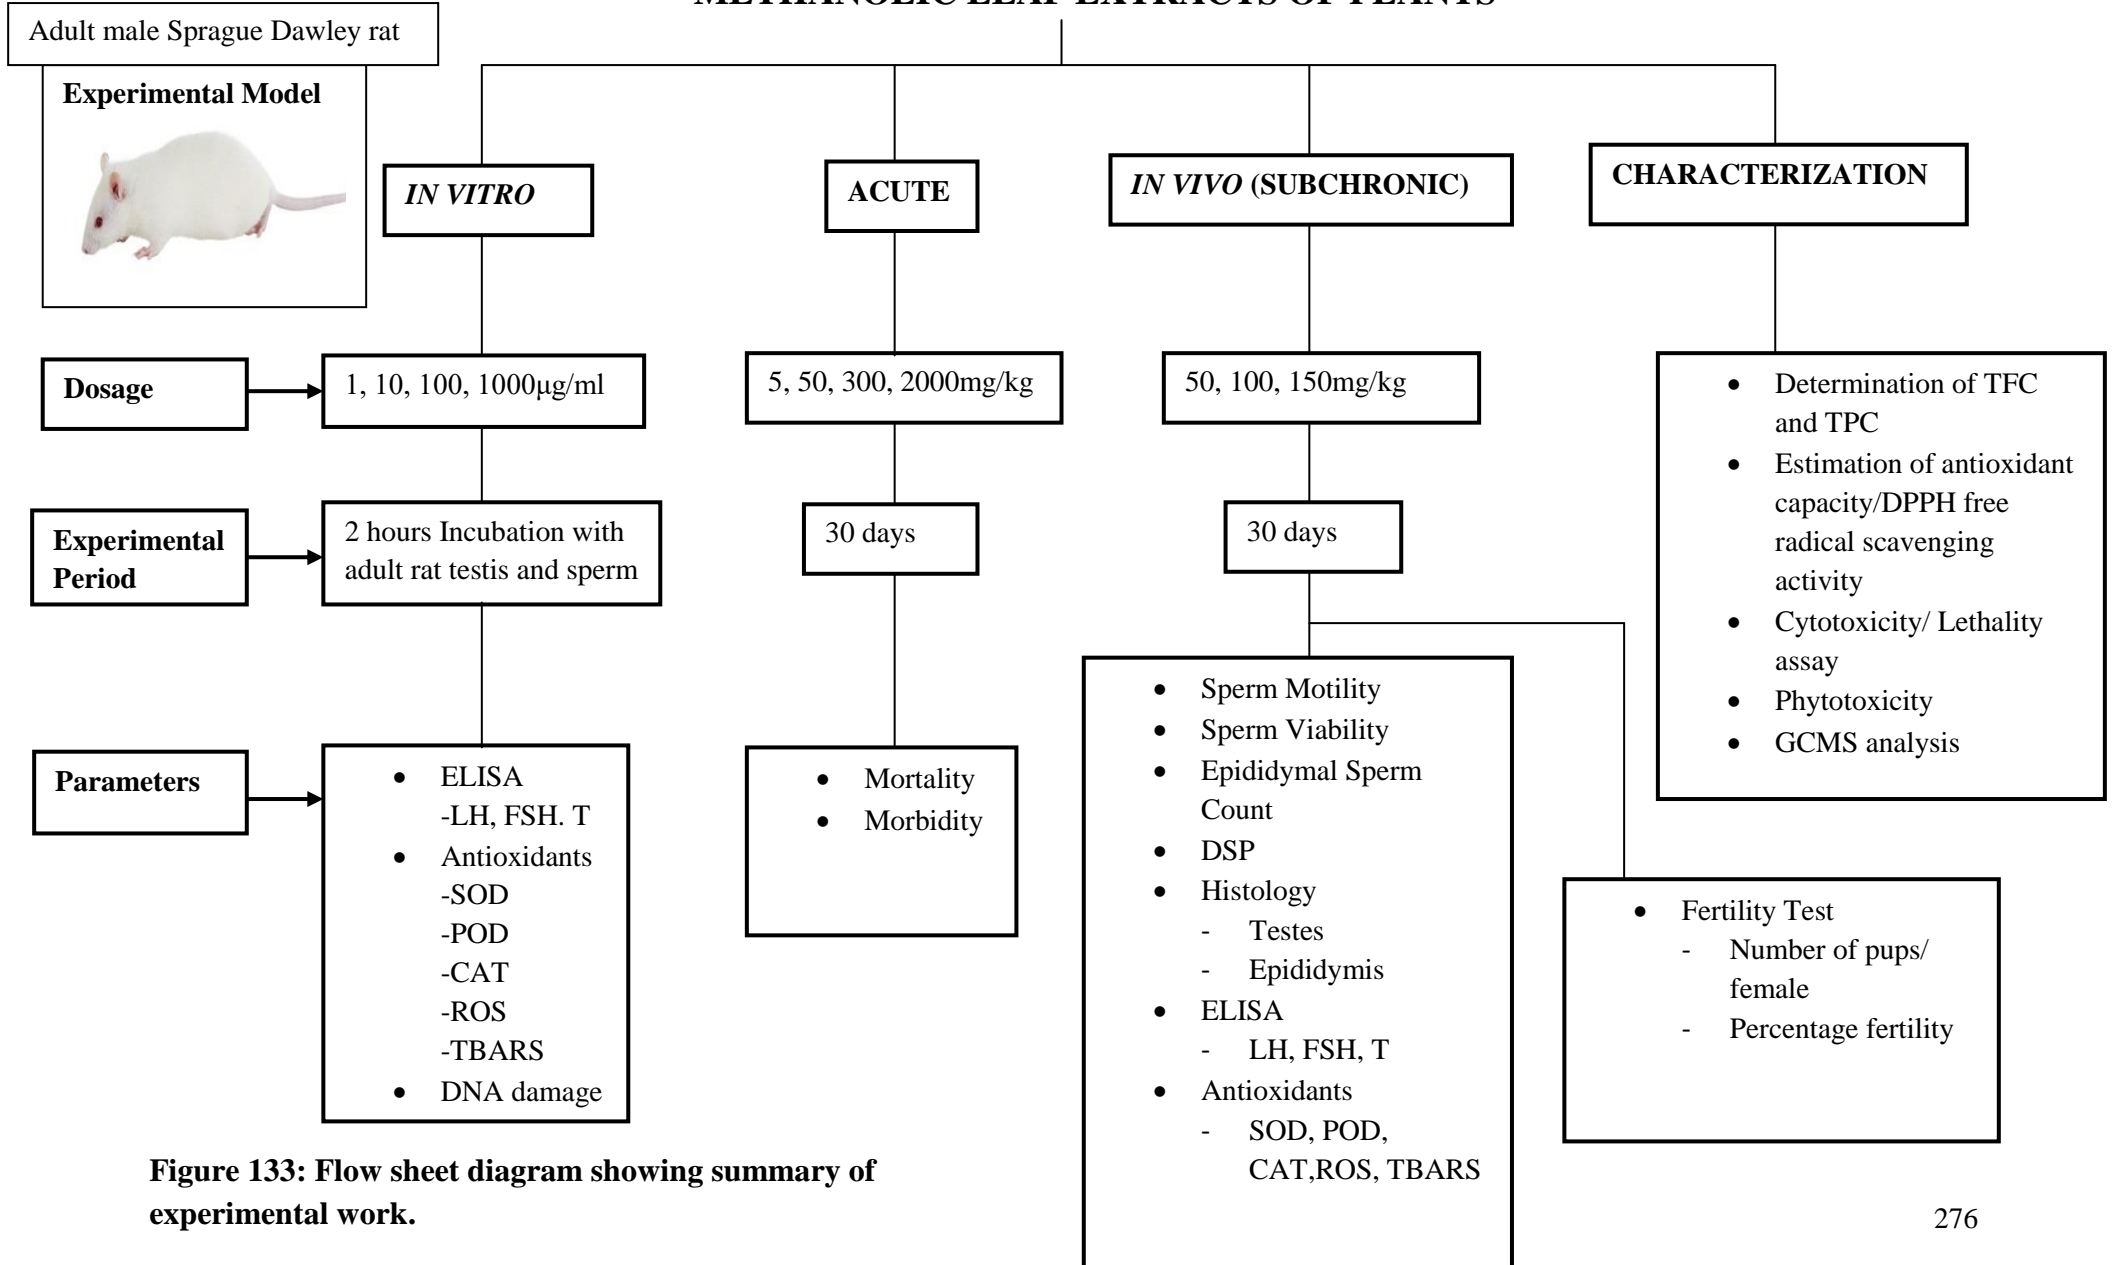 METHANOLIC LEAF EXTRACTS OF PLANTS
Adult male Sprague Dawley rat
Experimental Model
IN VITRO
ACUTE
IN VIVO (SUBCHRONIC)
CHARACTERIZATION
Dosage
1, 10, 100, 1000µg/ml
5, 50, 300, 2000mg/kg
50, 100, 150mg/kg
Experimental
Period
2 hours Incubation with
adult rat testis and sperm
30 days
30 days
Parameters
• ELISA
-LH, FSH. T
• Antioxidants
-SOD
-POD
-CAT
-ROS
-TBARS
• DNA damage
• Mortality
• Morbidity
• Sperm Motility
• Sperm Viability
• Epididymal Sperm
Count
• DSP
• Histology
- Testes
- Epididymis
• ELISA
- LH, FSH, T
• Antioxidants
- SOD, POD,
CAT,ROS, TBARS
• Fertility Test
- Number of pups/
female
- Percentage fertility
• Determination of TFC
and TPC
• Estimation of antioxidant
capacity/DPPH free
radical scavenging
activity
• Cytotoxicity/ Lethality
assay
• Phytotoxicity
• GCMS analysis
Figure 133: Flow sheet diagram showing summary of
experimental work.
276